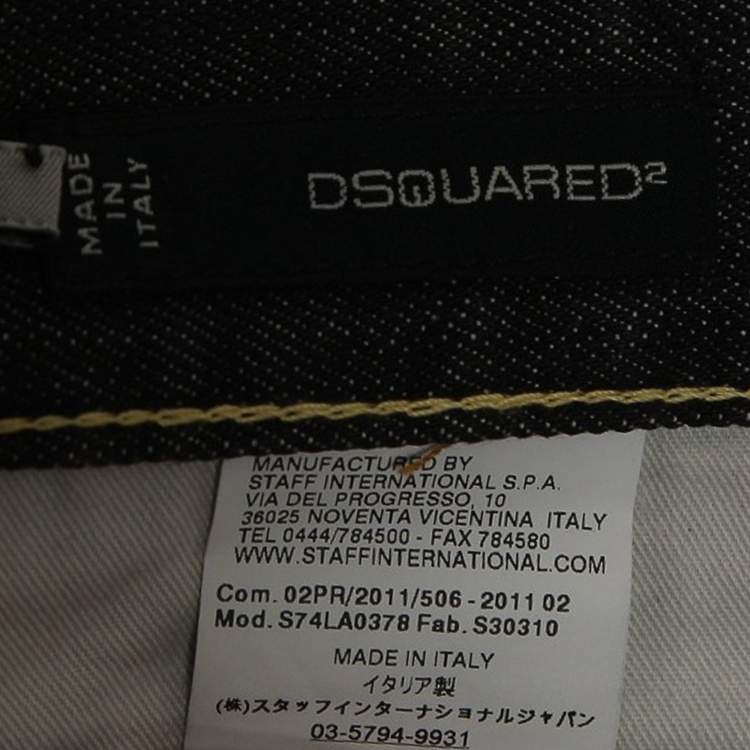 MADE
IN
ITALY
DSQUARED²
MANUFACTURED BY
STAFF INTERNATIONAL S.P.A.
VIA DEL PROGRESSO, 10
36025 NOVENTA VICENTINA ITALY
TEL 0444/784500 - FAX 784580
WWW.STAFFINTERNATIONAL.COM
Com. 02PR/2011/506 - 2011 02
Mod. S74LA0378 Fab. S30310
MADE IN ITALY
イタリア製
(株)スタッフインターナショナルジャパン
03-5794-9931